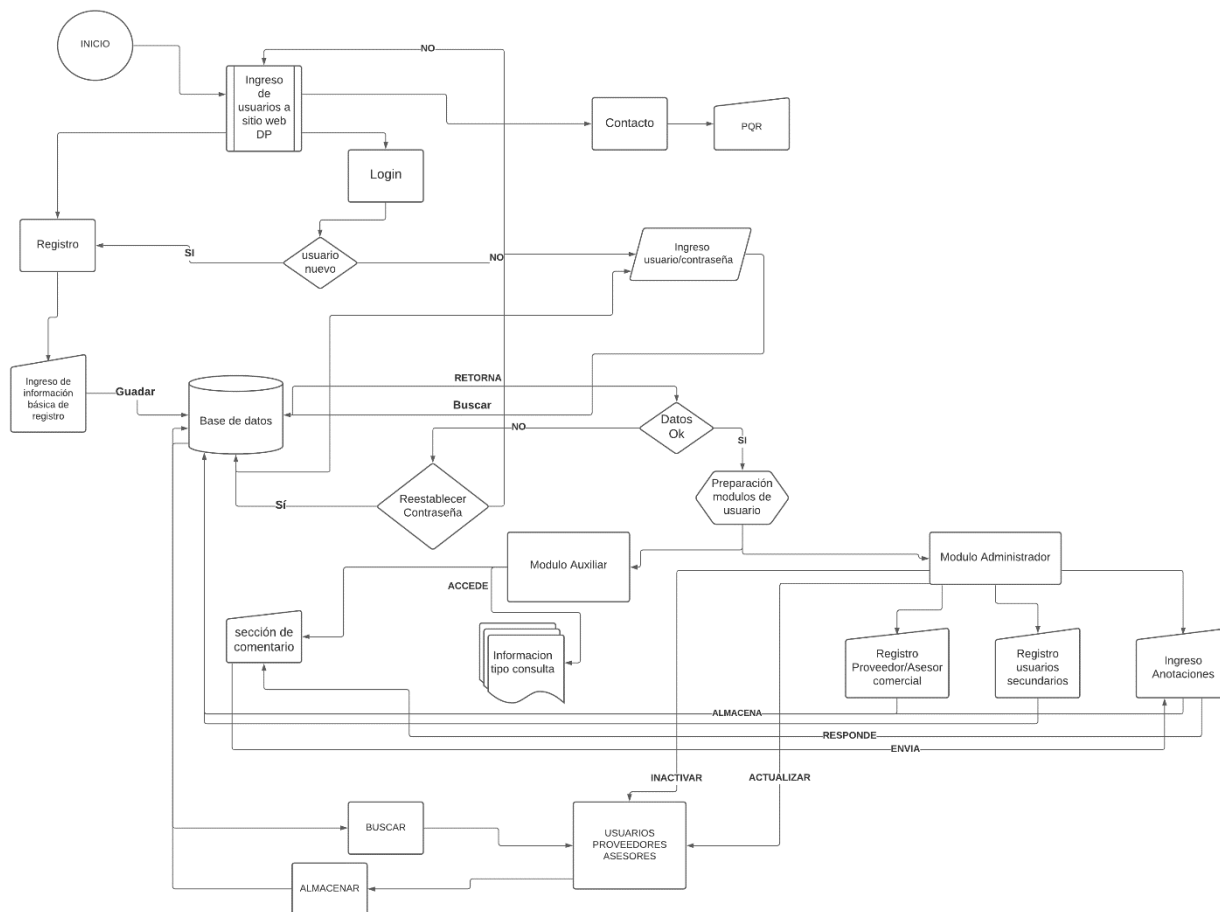 INICIO
NO
Ingreso
de
usuarios a
sitio web
DP
Contacto
PQR
Login
Registro
SI
usuario
nuevo
NO
Ingreso
usuario/contraseña
Ingreso de
información
básica de
registro
Guadar
Base de datos
RETORNA
Buscar
Datos
Ok
NO
SI
Reestablecer
Contraseña
Sí
Preparación
modulos de
usuario
Modulo Auxiliar
Modulo Administrador
ACCEDE
sección de
comentario
Informacion
tipo consulta
Registro
Proveedor/Asesor
comercial
Registro
usuarios
secundarios
Ingreso
Anotaciones
ALMACENA
RESPONDE
ENVIA
INACTIVAR
ACTUALIZAR
BUSCAR
USUARIOS
PROVEEDORES
ASESORES
ALMACENAR